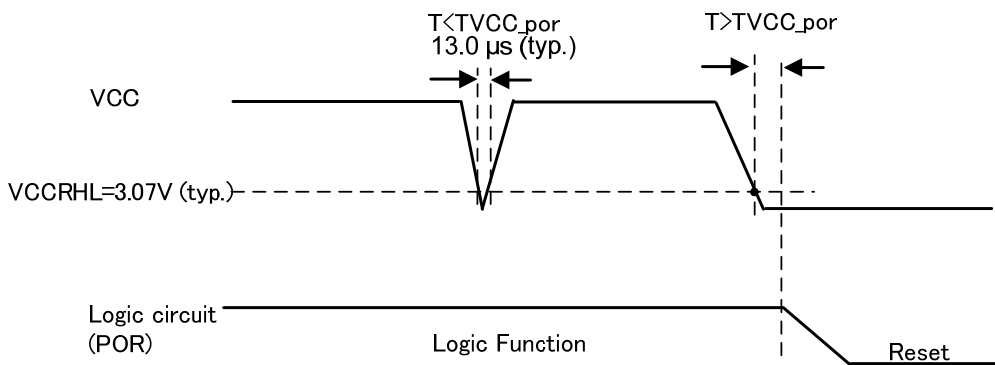 T<TVCC_por
13.0 µs (typ.)
T>TVCC_por
VCC
VCCRHL=3.07V (typ.)
Logic circuit
(POR)
Logic Function
Reset